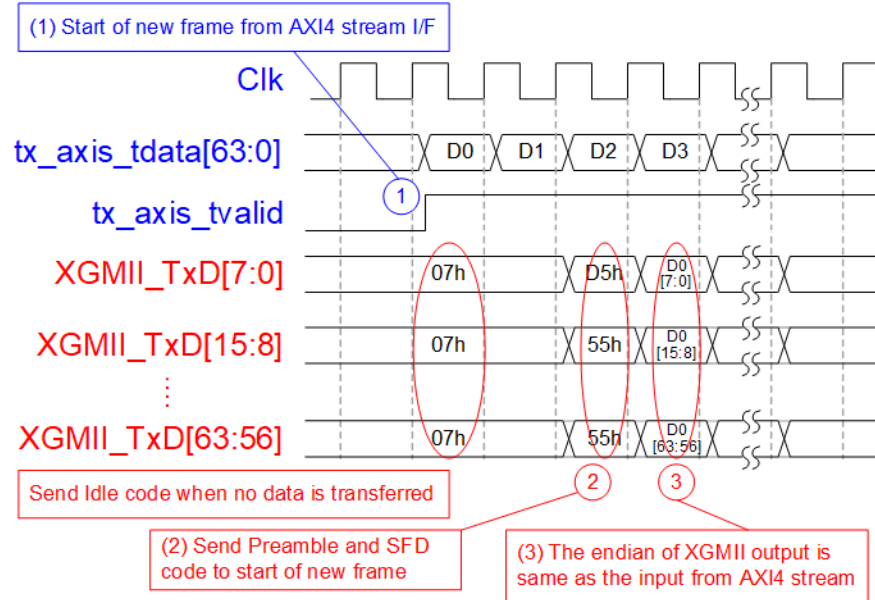 (1) Start of new frame from AXI4 stream I/F
Clk
tx_axis_tdata[63:0]
D0
D1
D2
D3
1
tx_axis_tvalid
XGMII_TxD[7:0]
07h
D5h
D0
[7:0]
XGMII_TxD[15:8]
07h
55h
D0
[15:8]
XGMII_TxD[63:56]
07h
55h
D0
[63:56]
Send Idle code when no data is transferred
2
3
(2) Send Preamble and SFD
code to start of new frame
(3) The endian of XGMII output is
same as the input from AXI4 stream